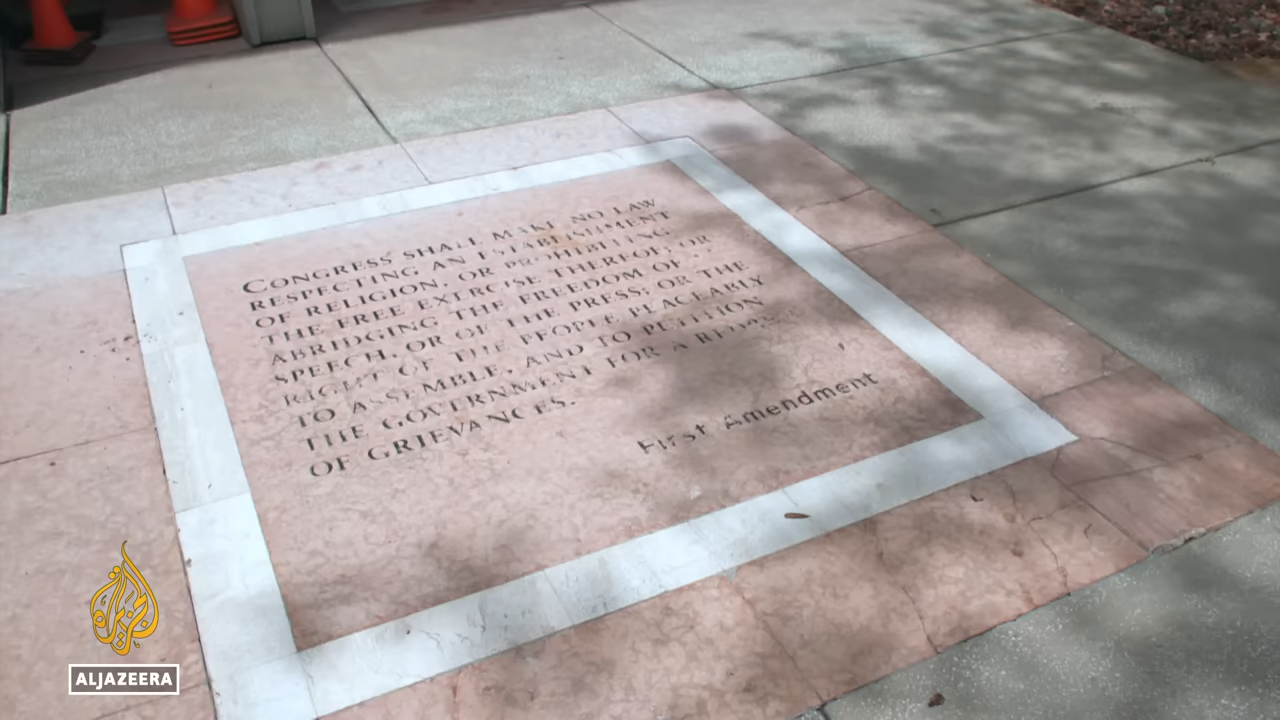 CONGRESS SHALL MAKE NO LAW
RESPECTING AN ESTABLISHMENT
OF RELIGION, OR PROHIBITING
THE FREE EXERCISE THEREOF; OR
ABRIDGING THE FREEDOM OF
SPEECH, OR OF THE PRESS; OR THE
RIGHT OF THE PEOPLE PEACEABLY
TO ASSEMBLE, AND TO PETITION
THE GOVERNMENT FOR A REDRESS
OF GRIEVANCES.
First Amendment
الجزيرة
ALJAZEERA